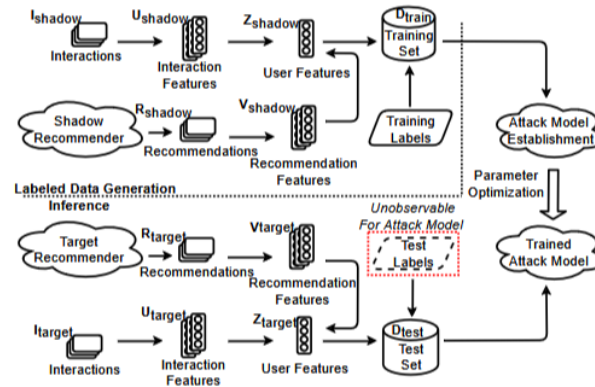 Ishadow
Interactions
Ushadow
Interaction
Features
Zshadow
User Features
Dtrain
Training
Set
Shadow
Recommender
Rshadow
Recommendations
Vshadow
Recommendation
Features
Training
Labels
Attack Model
Establishment
Labeled Data Generation
Parameter
Optimization
Inference
Unobservable
For Attack Model
Target
Recommender
Rtarget
Recommendations
Vtarget
Recommendation
Features
Test
Labels
Trained
Attack Model
Itarget
Interactions
Utarget
Interaction
Features
Ztarget
User Features
Dtest
Test
Set